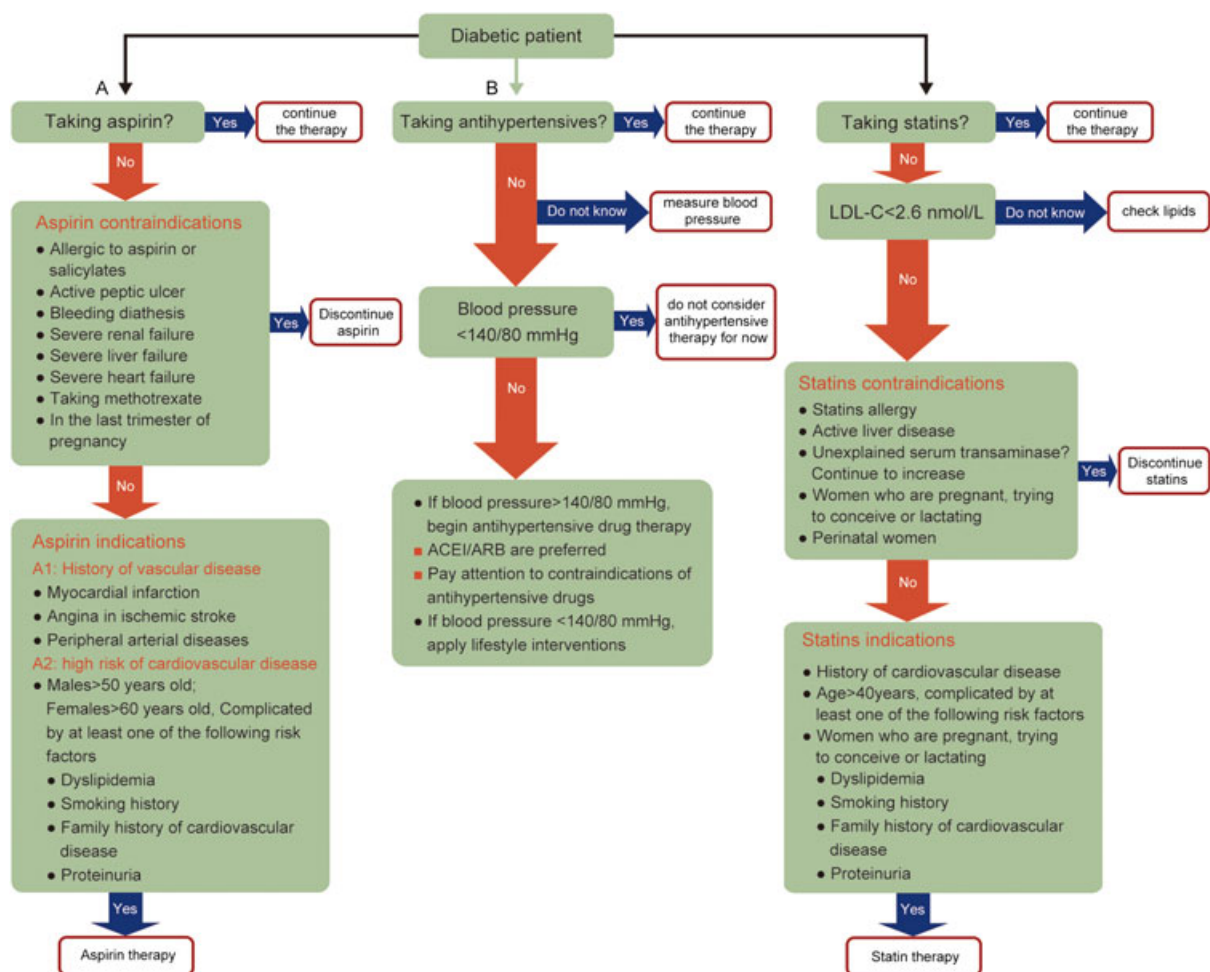 Diabetic patient
A
Taking aspirin?
Yes
continue
the therapy
No
Aspirin contraindications
● Allergic to aspirin or
salicylates
● Active peptic ulcer
● Bleeding diathesis
● Severe renal failure
● Severe liver failure
● Severe heart failure
● Taking methotrexate
● In the last trimester of
pregnancy
Yes
Discontinue
aspirin
No
Aspirin indications
A1: History of vascular disease
● Myocardial infarction
● Angina in ischemic stroke
● Peripheral arterial diseases
A2: high risk of cardiovascular disease
● Males>50 years old;
Females>60 years old, Complicated
by at least one of the following risk
factors
● Dyslipidemia
● Smoking history
● Family history of cardiovascular
disease
● Proteinuria
Yes
Aspirin therapy
B
Taking antihypertensives?
Yes
continue
the therapy
No
Do not know
measure blood
pressure
Blood pressure
<140/80 mmHg
Yes
do not consider
antihypertensive
therapy for now
No
● If blood pressure>140/80 mmHg,
begin antihypertensive drug therapy
■ ACEI/ARB are preferred
■ Pay attention to contraindications of
antihypertensive drugs
● If blood pressure <140/80 mmHg,
apply lifestyle interventions
Taking statins?
Yes
continue
the therapy
No
LDL-C<2.6 nmol/L
Do not know
check lipids
No
Statins contraindications
● Statins allergy
● Active liver disease
● Unexplained serum transaminase?
Continue to increase
● Women who are pregnant, trying
to conceive or lactating
● Perinatal women
Yes
Discontinue
statins
No
Statins indications
● History of cardiovascular disease
● Age>40years, complicated by at
least one of the following risk factors
● Women who are pregnant, trying
to conceive or lactating
● Dyslipidemia
● Smoking history
● Family history of cardiovascular
disease
● Proteinuria
Yes
Statin therapy